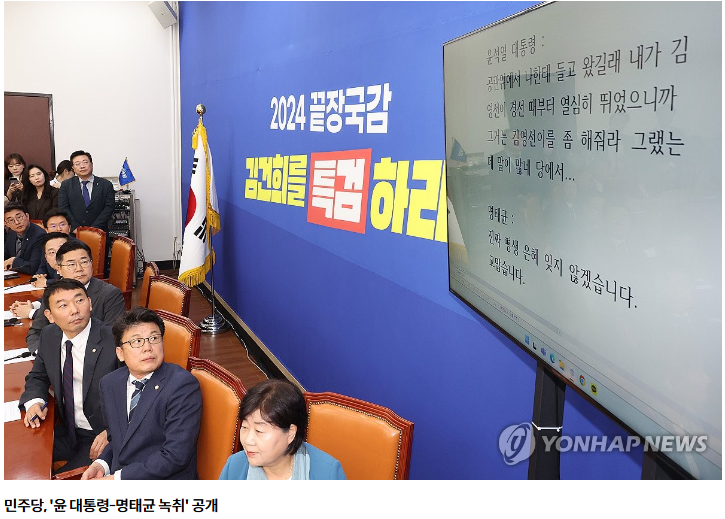 2024 끝장국감
김건희를 특검 하라
윤석열 대통령 :
공관위에서 나한테 들고 왔길래 내가 김
영선이 경선 때부터 열심히 뛰었으니까
그거는 김영선이를 좀 해줘라 그랬는
데 말이 많네 당에서...
명태균 :
진짜 평생 은혜 잊지 않겠습니다.
고맙습니다.
YONHAP NEWS
민주당, '윤 대통령-명태균 녹취' 공개